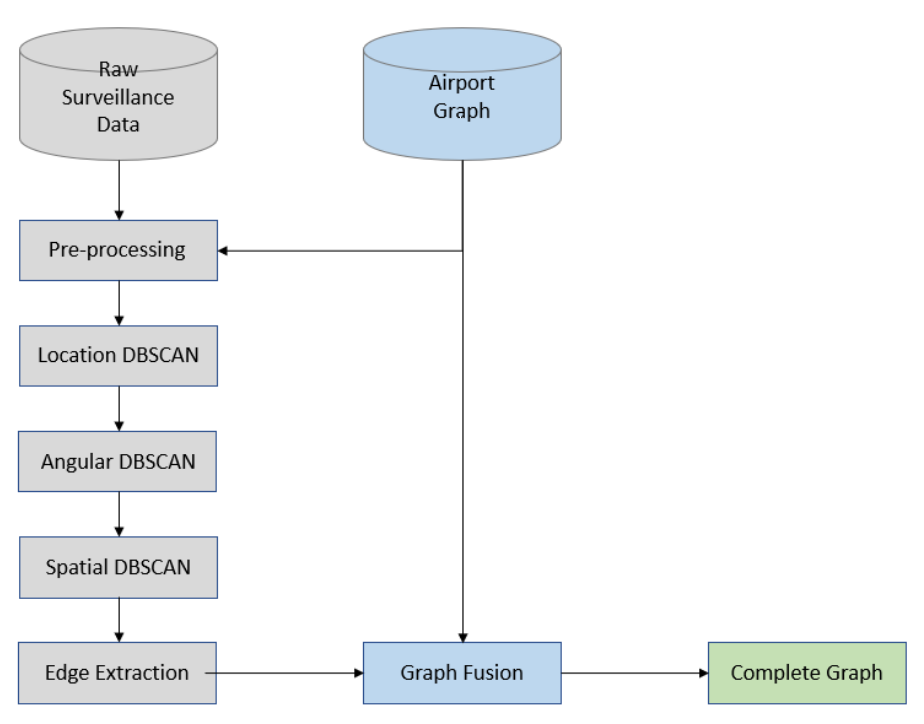 Raw
Surveillance
Data
Airport
Graph
Pre-processing
Location DBSCAN
Angular DBSCAN
Spatial DBSCAN
Edge Extraction
Graph Fusion
Complete Graph